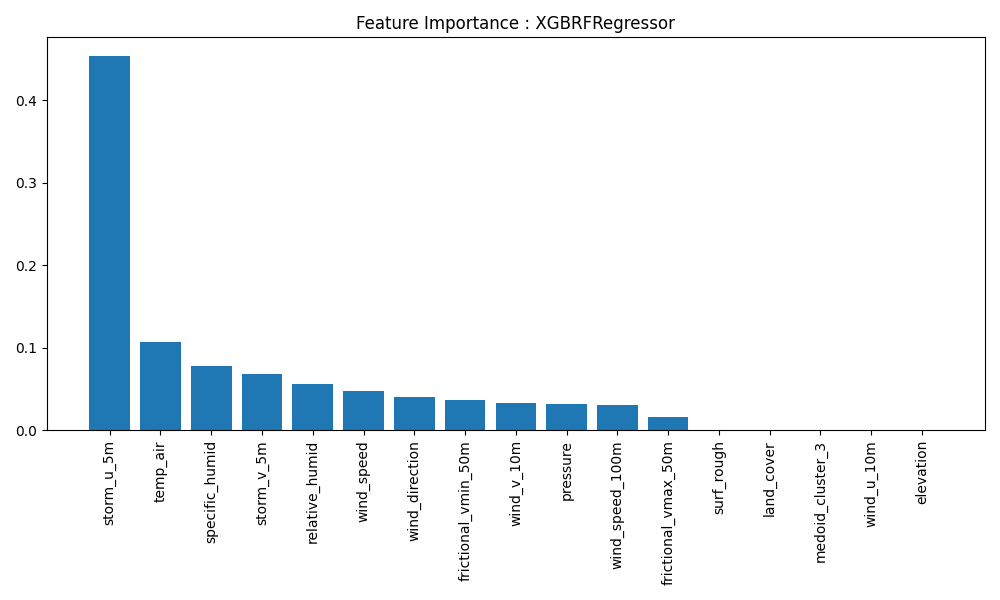 Feature Importance : XGBRFRegressor
0.4
0.3
0.2
0.1
0.0
storm_u_5m
temp_air
specific_humid
storm_v_5m
relative_humid
wind_speed
wind_direction
frictional_vmin_50m
wind_v_10m
pressure
wind_speed_100m
frictional_vmax_50m
surf_rough
land_cover
medoid_cluster_3
wind_u_10m
elevation